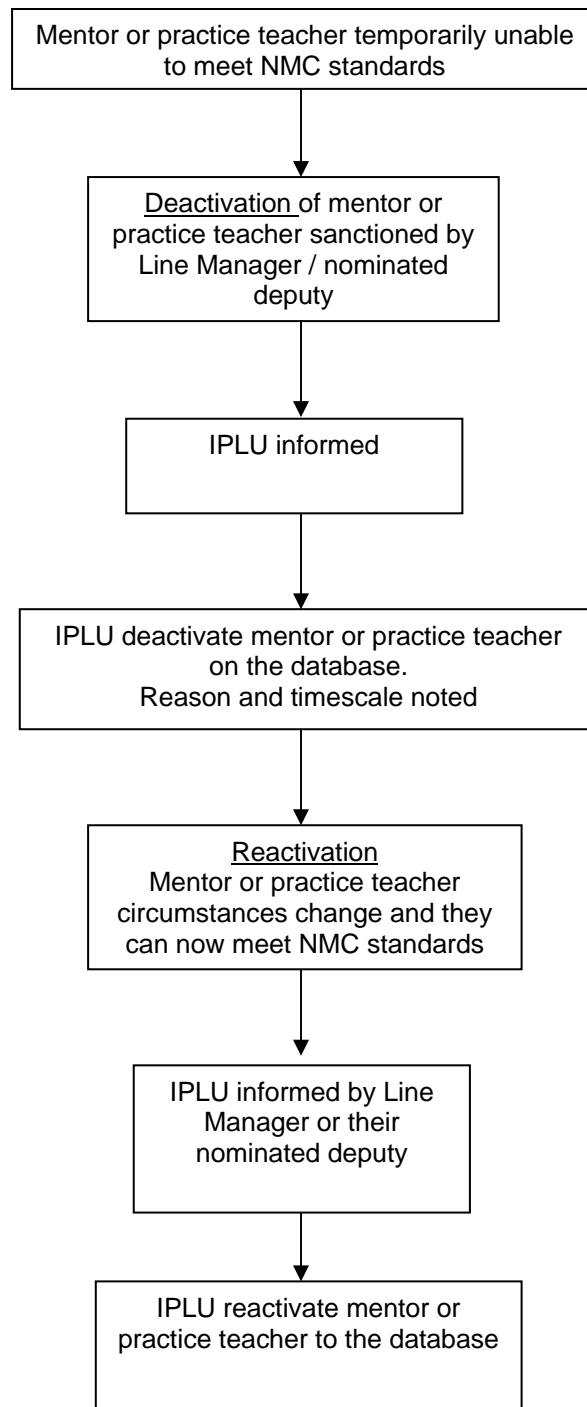 Mentor or practice teacher temporarily unable
to meet NMC standards
Deactivation of mentor or
practice teacher sanctioned by
Line Manager / nominated
deputy
IPLU informed
IPLU deactivate mentor or practice teacher
on the database.
Reason and timescale noted
Reactivation
Mentor or practice teacher
circumstances change and they
can now meet NMC standards
IPLU informed by Line
Manager or their
nominated deputy
IPLU reactivate mentor or
practice teacher to the database